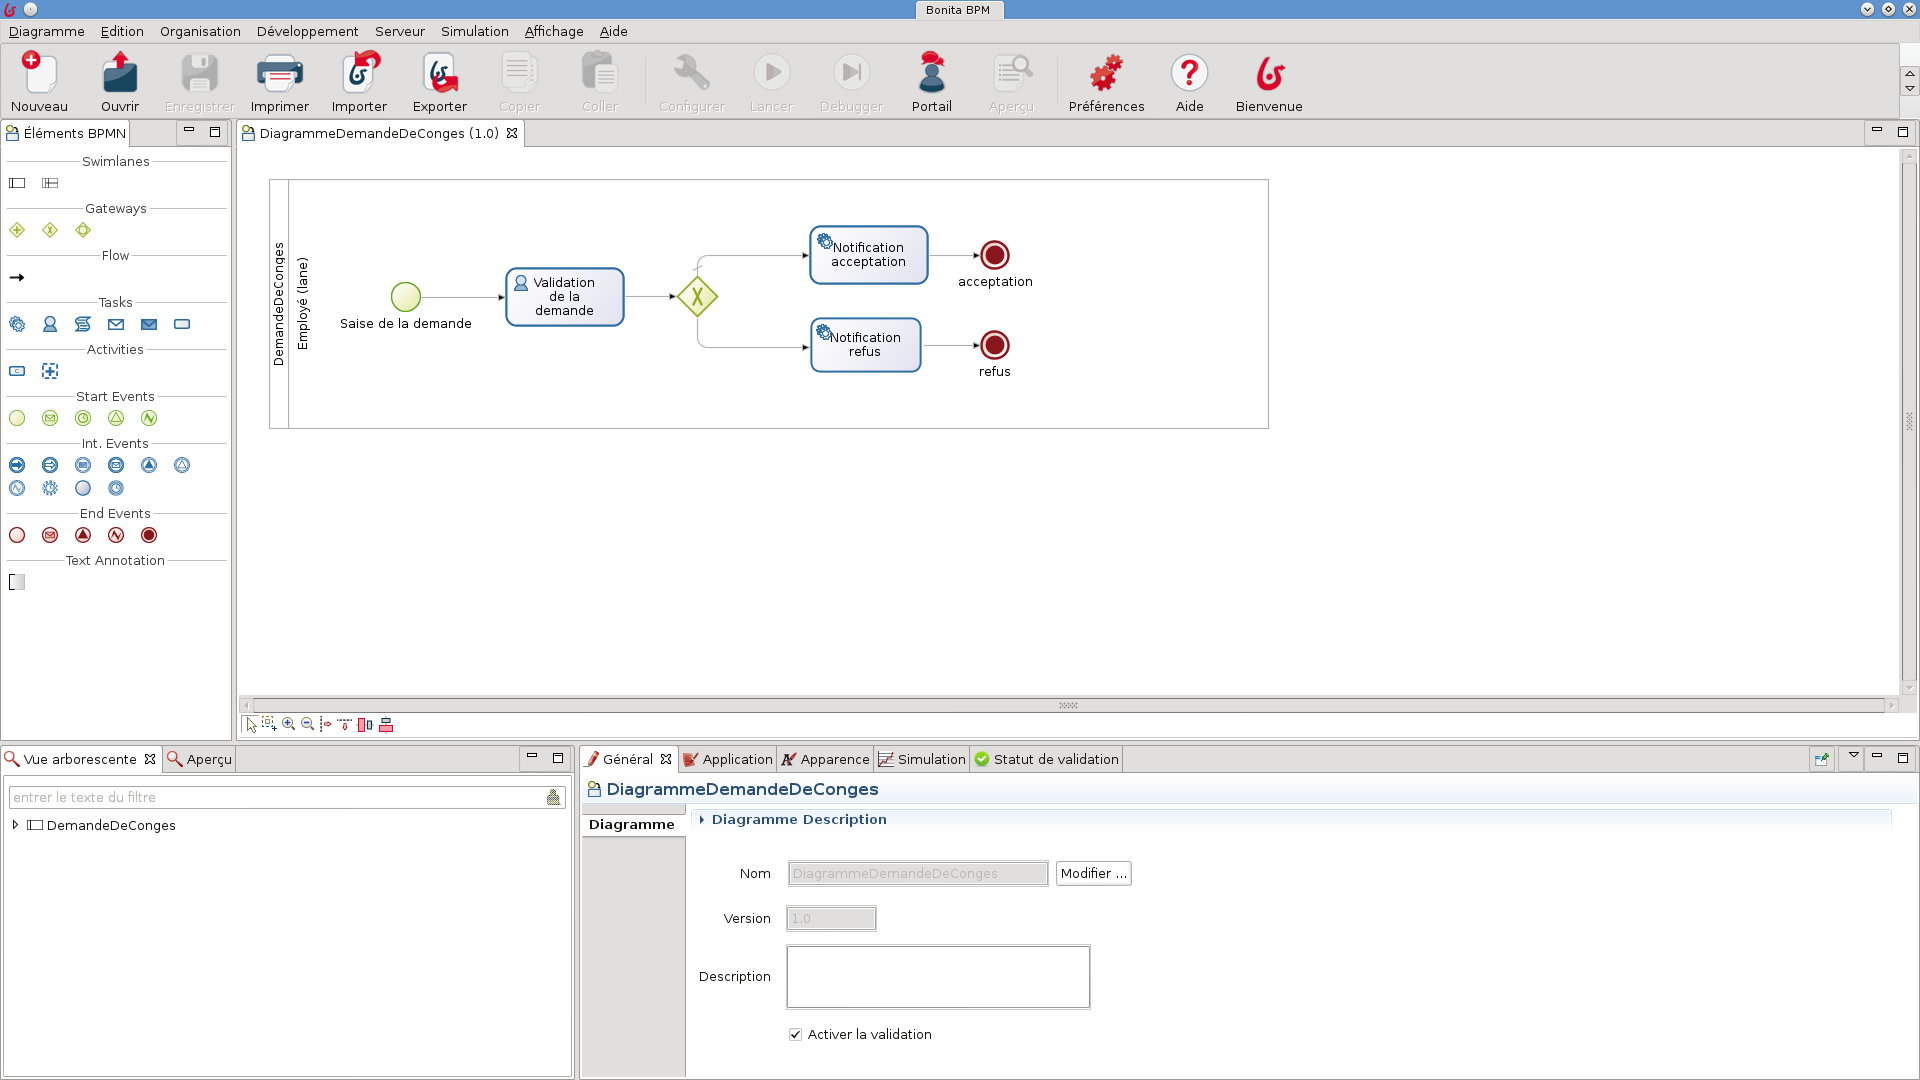 Bonita BPM
Diagramme Edition Organisation Développement Serveur Simulation Affichage Aide
Nouveau Ouvrir Enregistrer Imprimer Importer Exporter Copier Coller Configurer Lancer Debugger Portail Aperçu Préférences Aide Bienvenue
Éléments BPMN
DiagrammeDemandeDeConges (1.0)
Swimlanes
Gateways
Flow
Tasks
Activities
Start Events
Int. Events
End Events
Text Annotation
DemandeDeConges
Employé (lane)
Saise de la demande
Validation
de la
demande
Notification
acceptation
acceptation
Notification
refus
refus
Vue arborescente Aperçu
entrer le texte du filtre
DemandeDeConges
Général Application Apparence Simulation Statut de validation
DiagrammeDemandeDeConges
Diagramme
Diagramme Description
Nom DiagrammeDemandeDeConges Modifier ...
Version 1.0
Description
Activer la validation